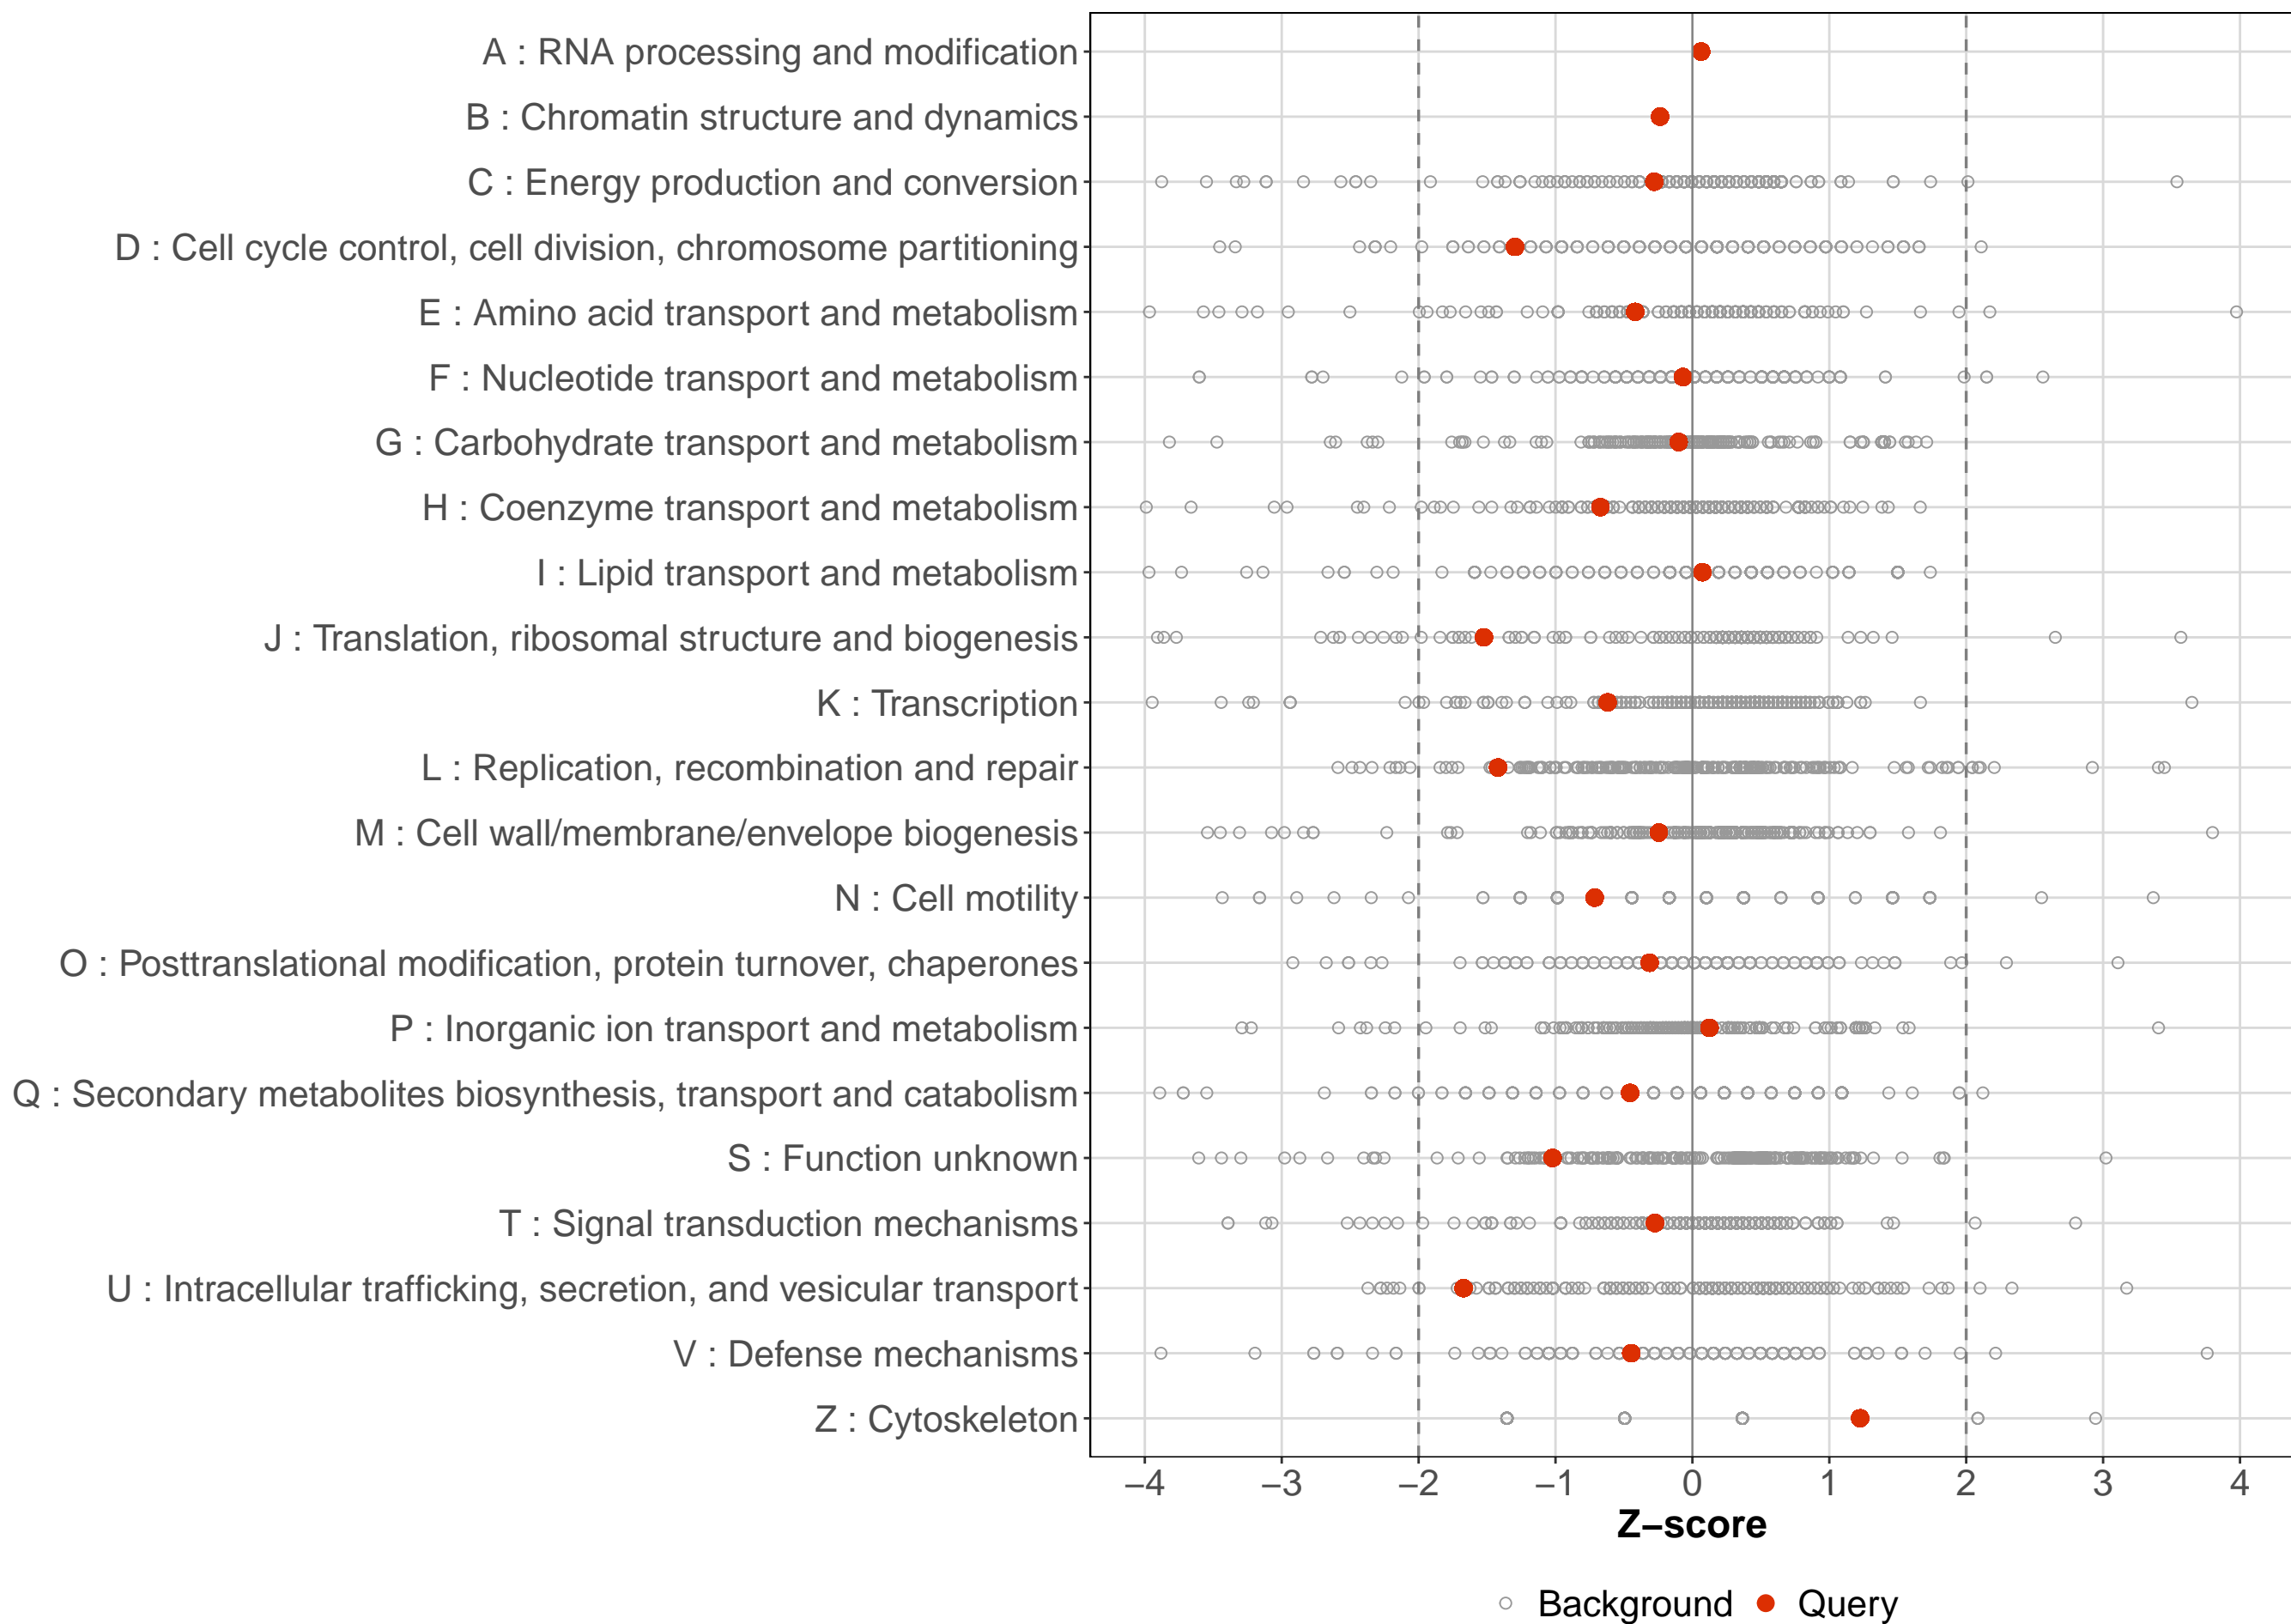 A : RNA processing and modification
B : Chromatin structure and dynamics
C : Energy production and conversion
D : Cell cycle control, cell division, chromosome partitioning
E : Amino acid transport and metabolism
F : Nucleotide transport and metabolism
G : Carbohydrate transport and metabolism
H : Coenzyme transport and metabolism
I : Lipid transport and metabolism
J : Translation, ribosomal structure and biogenesis
K : Transcription
L : Replication, recombination and repair
M : Cell wall/membrane/envelope biogenesis
N : Cell motility
O : Posttranslational modification, protein turnover, chaperones
P : Inorganic ion transport and metabolism
Q : Secondary metabolites biosynthesis, transport and catabolism
S : Function unknown
T : Signal transduction mechanisms
U : Intracellular trafficking, secretion, and vesicular transport
V : Defense mechanisms
Z : Cytoskeleton
−4 −3 −2 −1 0 1 2 3 4
Z−score
Background Query